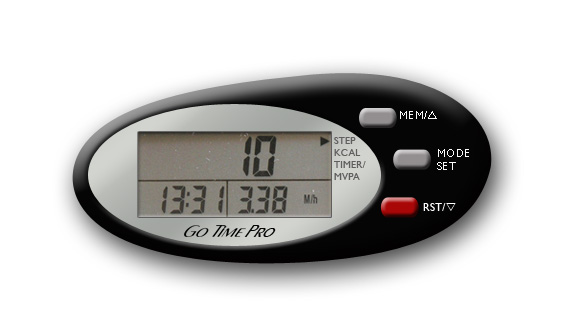 MEM/△
10
▶ STEP
KCAL
TIMER/
MVPA
MODE
SET
13:31 3.38 M/h
RST/▽
GO TIME PRO